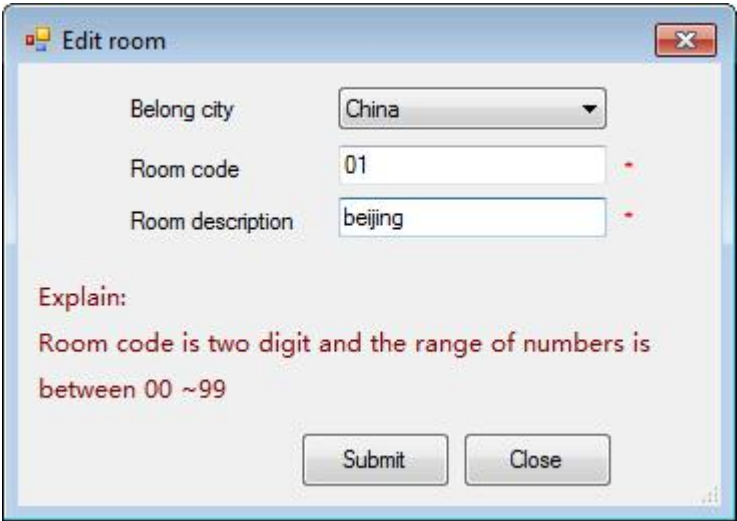 Edit room
Belong city China
Room code 01 *
Room description beijing *
Explain:
Room code is two digit and the range of numbers is
between 00 ~99
Submit Close